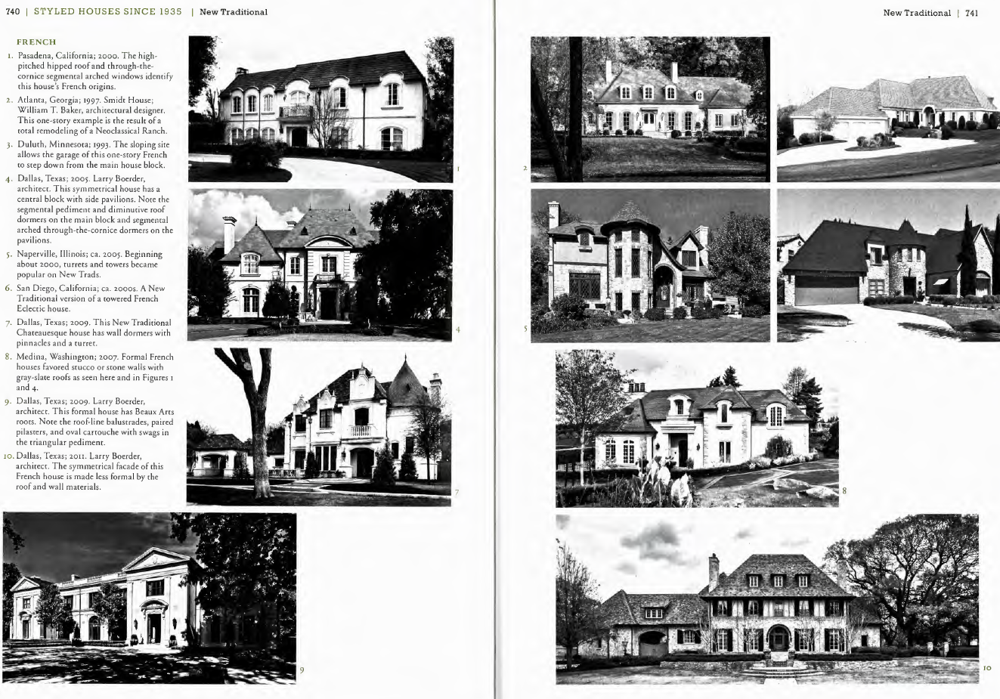 740 | STYLED HOUSES SINCE 1935 | New Traditional
New Traditional | 741
FRENCH
1. Pasadena, California; 2000. The high-
pitched hipped roof and through-the-
cornice segmental arched windows identify
this house's French origins.
2. Atlanta, Georgia; 1997. Smidt House;
William T. Baker, architectural designer.
This one-story example is the result of a
total remodeling of a Neoclassical Ranch.
3. Duluth, Minnesota; 1993. The sloping site
allows the garage of this one-story French
to step down from the main house block.
4. Dallas, Texas; 2005. Larry Boerder,
architect. This symmetrical house has a
central block with side pavilions. Note the
segmental pediment and diminutive roof
dormers on the main block and segmental
arched through-the-cornice dormers on the
pavilions.
5. Naperville, Illinois; ca. 2005. Beginning
about 2000, turrets and towers became
popular on New Trads.
6. San Diego, California; ca. 2000s. A New
Traditional version of a towered French
Eclectic house.
7. Dallas, Texas; 2009. This New Traditional
Chateauesque house has wall dormers with
pinnacles and a turret.
8. Medina, Washington; 2007. Formal French
houses favored stucco or stone walls with
gray-slate roofs as seen here and in Figures 1
and 4.
9. Dallas, Texas; 2009. Larry Boerder,
architect. This formal house has Beaux Arts
roots. Note the roof-line balustrades, paired
pilasters, and oval cartouche with swags in
the triangular pediment.
10. Dallas, Texas; 2011. Larry Boerder,
architect. The symmetrical facade of this
French house is made less formal by the
roof and wall materials.
1
2
4
5
7
8
9
10